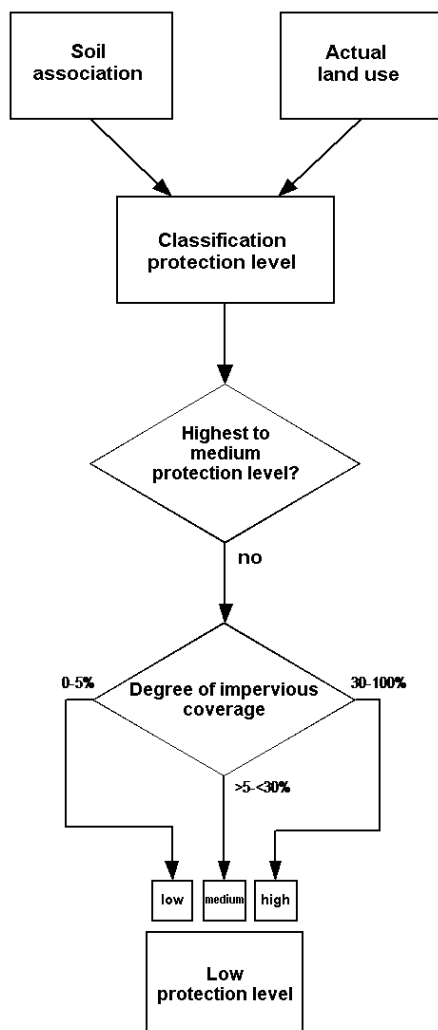 Soil
association
Actual
land use
Classification
protection level
Highest to
medium
protection level?
no
0-5%
Degree of impervious
coverage
30-100%
>5-<30%
low
medium
high
Low
protection level